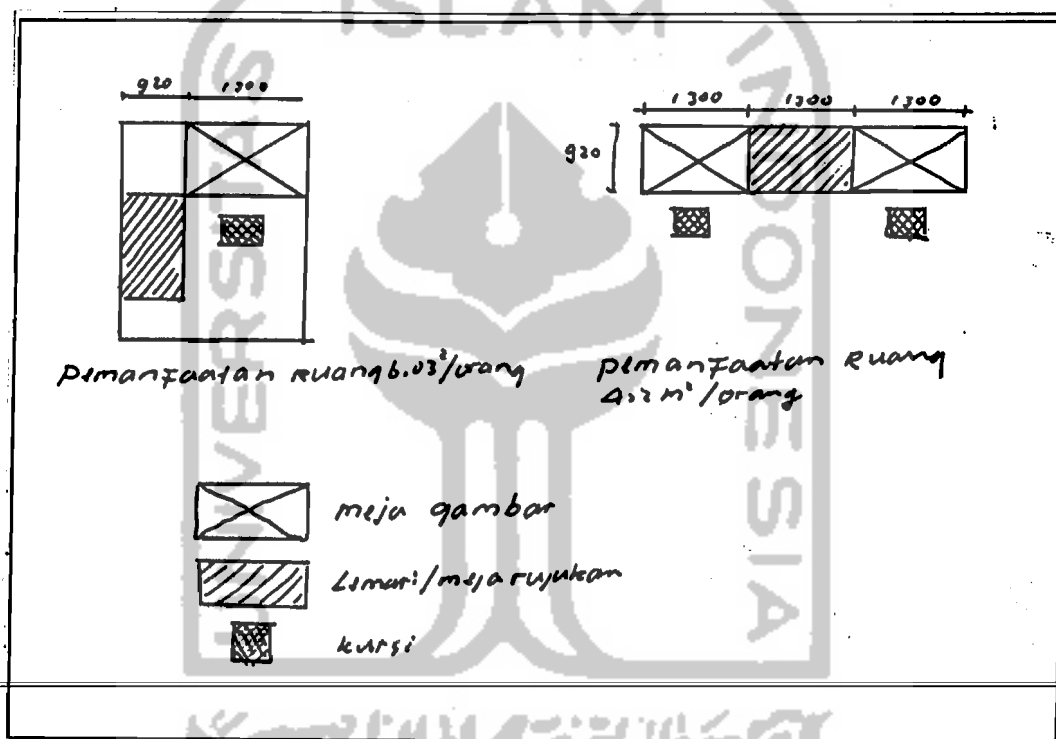 ISLAM
UNIVERSITAS
INDONESIA
920 1300
1300 1300 1300
920
Pemanfaatan Ruang 6.03²/orang
Pemanfaatan Ruang
4.2 m²/orang
meja gambar
Lemari/meja rujukan
kursi